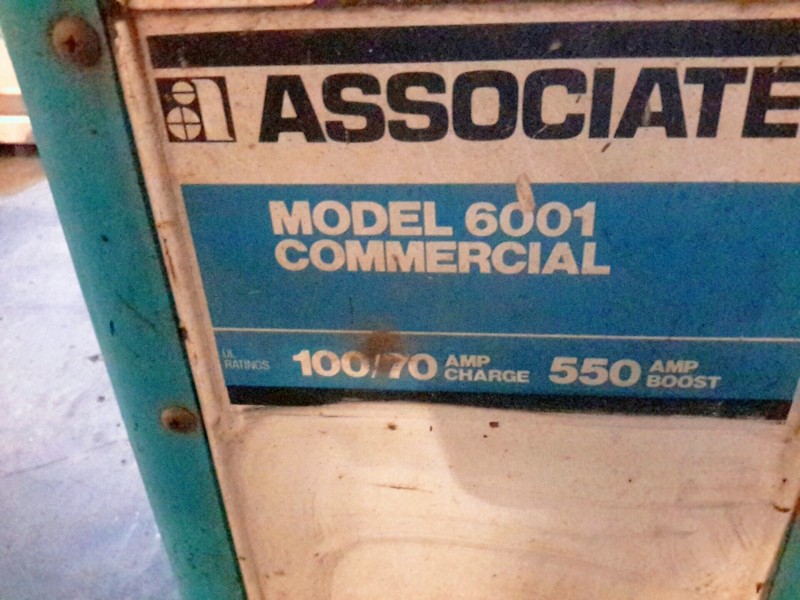 a ASSOCIATE
MODEL 6001
COMMERCIAL
UL RATINGS
100/70 AMP CHARGE 550 AMP BOOST